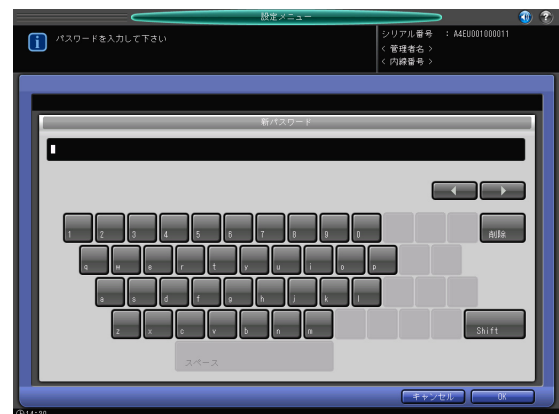 設定メニュー
パスワードを入力して下さい
シリアル番号 : A4EU001000011
< 管理者名 >
< 内線番号 >
新パスワード
1 2 3 4 5 6 7 8 9 0 削除
q w e r t y u i o p
a s d f g h j k l
z x c v b n m Shift
スペース
キャンセル OK
14:30